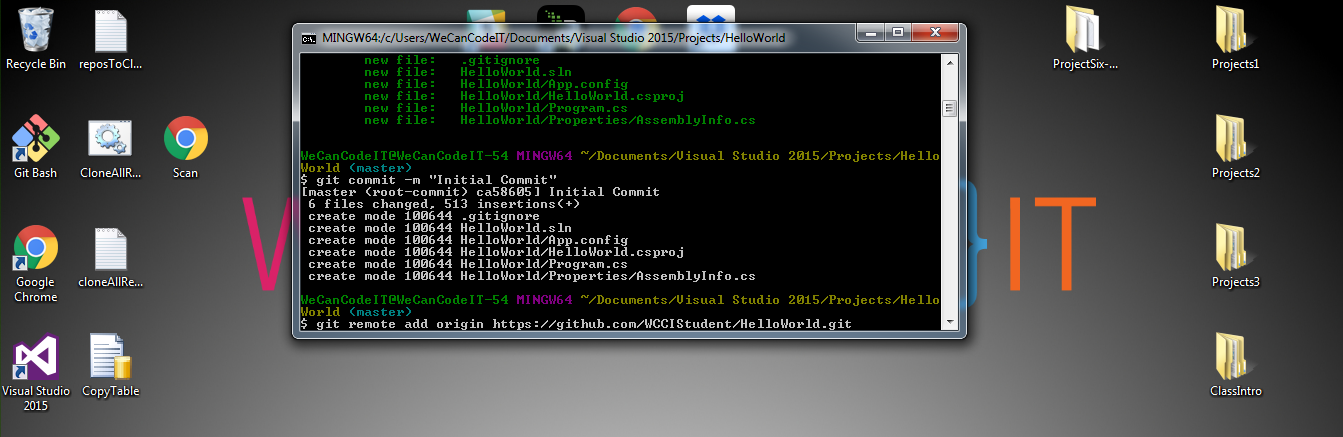 MINGW64:/c/Users/WeCanCodeIT/Documents/Visual Studio 2015/Projects/HelloWorld
new file: .gitignore
new file: HelloWorld.sln
new file: HelloWorld/App.config
new file: HelloWorld/HelloWorld.csproj
new file: HelloWorld/Program.cs
new file: HelloWorld/Properties/AssemblyInfo.cs
WeCanCodeIT@WeCanCodeIT-54 MINGW64 ~/Documents/Visual Studio 2015/Projects/Hello
World (master)
$ git commit -m "Initial Commit"
[master (root-commit) ca58605] Initial Commit
6 files changed, 513 insertions(+)
create mode 100644 .gitignore
create mode 100644 HelloWorld.sln
create mode 100644 HelloWorld/App.config
create mode 100644 HelloWorld/HelloWorld.csproj
create mode 100644 HelloWorld/Program.cs
create mode 100644 HelloWorld/Properties/AssemblyInfo.cs
WeCanCodeIT@WeCanCodeIT-54 MINGW64 ~/Documents/Visual Studio 2015/Projects/Hello
World (master)
$ git remote add origin https://github.com/WCCIStudent/HelloWorld.git
Recycle Bin
reposToCl...
Git Bash
CloneAllR...
Scan
Google
Chrome
cloneAllRe...
Visual Studio
2015
CopyTable
ProjectSix-...
Projects1
Projects2
Projects3
ClassIntro
W
}IT